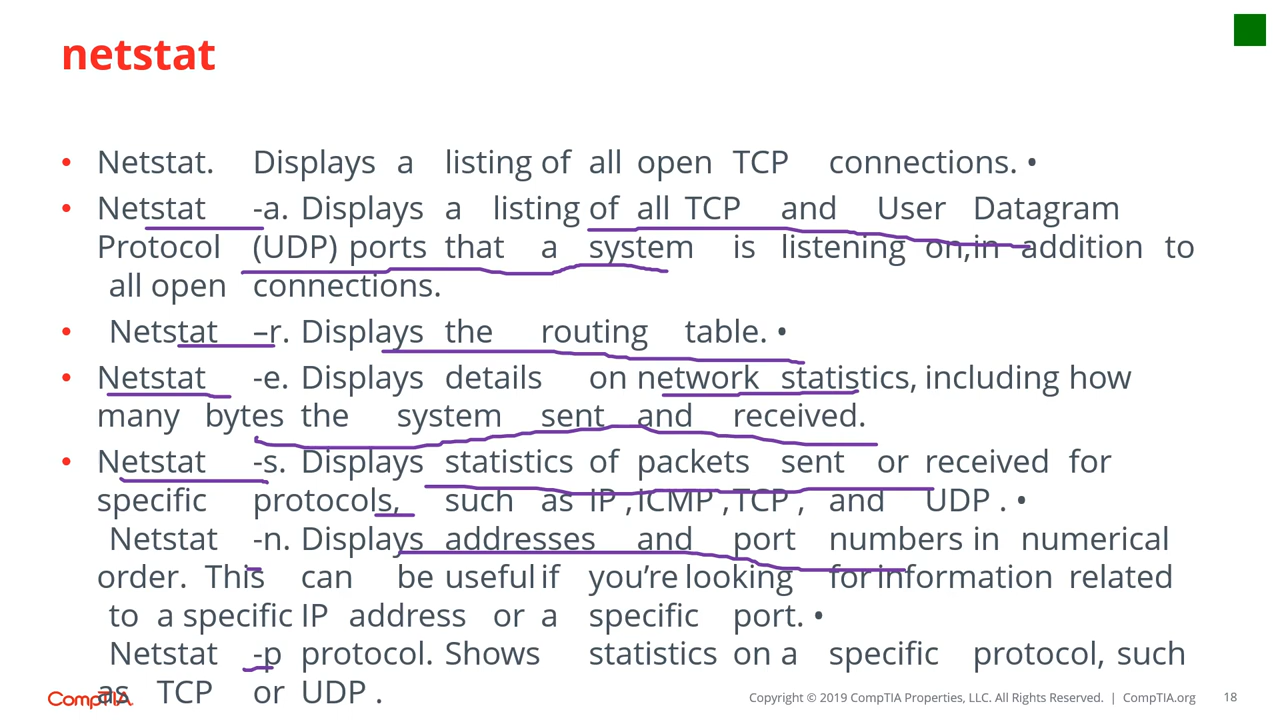 netstat
• Netstat. Displays a listing of all open TCP connections. •
• Netstat -a. Displays a listing of all TCP and User Datagram
Protocol (UDP) ports that a system is listening on,in addition to
all open connections.
• Netstat –r. Displays the routing table. •
• Netstat -e. Displays details on network statistics, including how
many bytes the system sent and received.
• Netstat -s. Displays statistics of packets sent or received for
specific protocols, such as IP , ICMP , TCP , and UDP . •
Netstat -n. Displays addresses and port numbers in numerical
order. This can be useful if you’re looking for information related
to a specific IP address or a specific port. •
Netstat -p protocol. Shows statistics on a specific protocol, such
as TCP or UDP .
CompTIA.
Copyright © 2019 CompTIA Properties, LLC. All Rights Reserved. | CompTIA.org 18